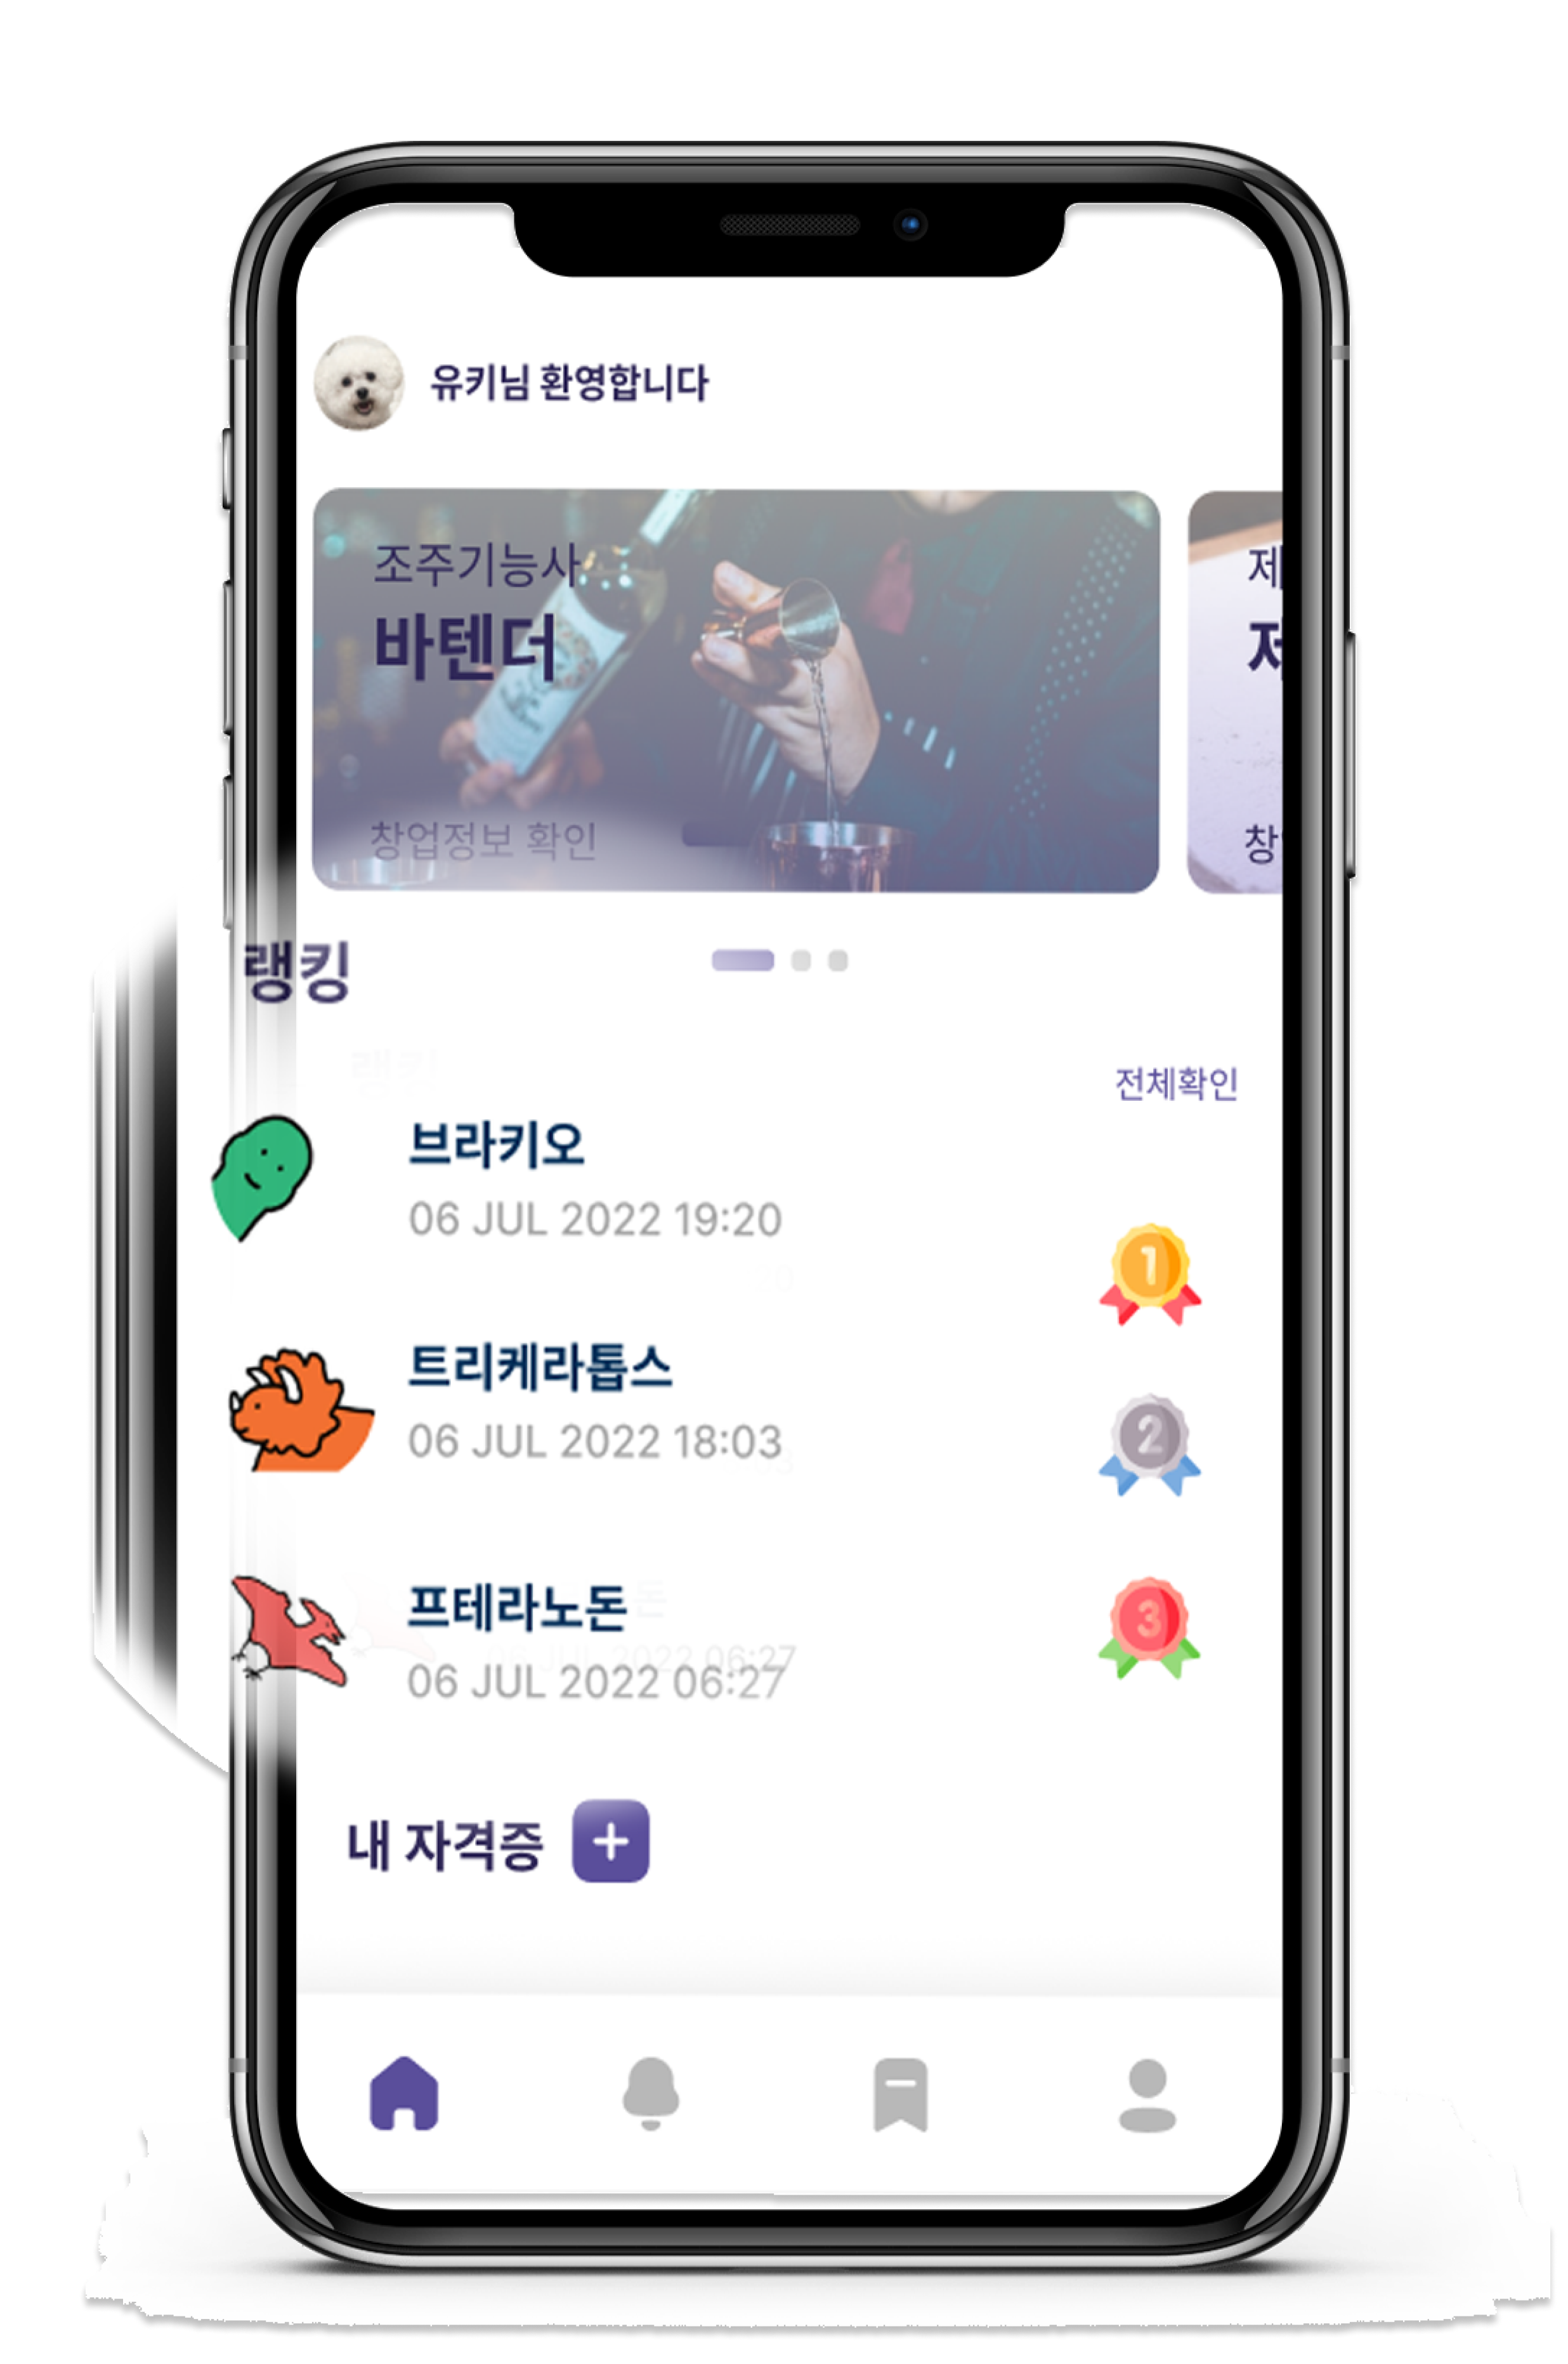 유키님 환영합니다
조주기능사
바텐더
창업정보 확인
제
창
랭킹
전체확인
브라키오
06 JUL 2022 19:20
1
트리케라톱스
06 JUL 2022 18:03
2
프테라노돈
06 JUL 2022 06:27
3
내 자격증